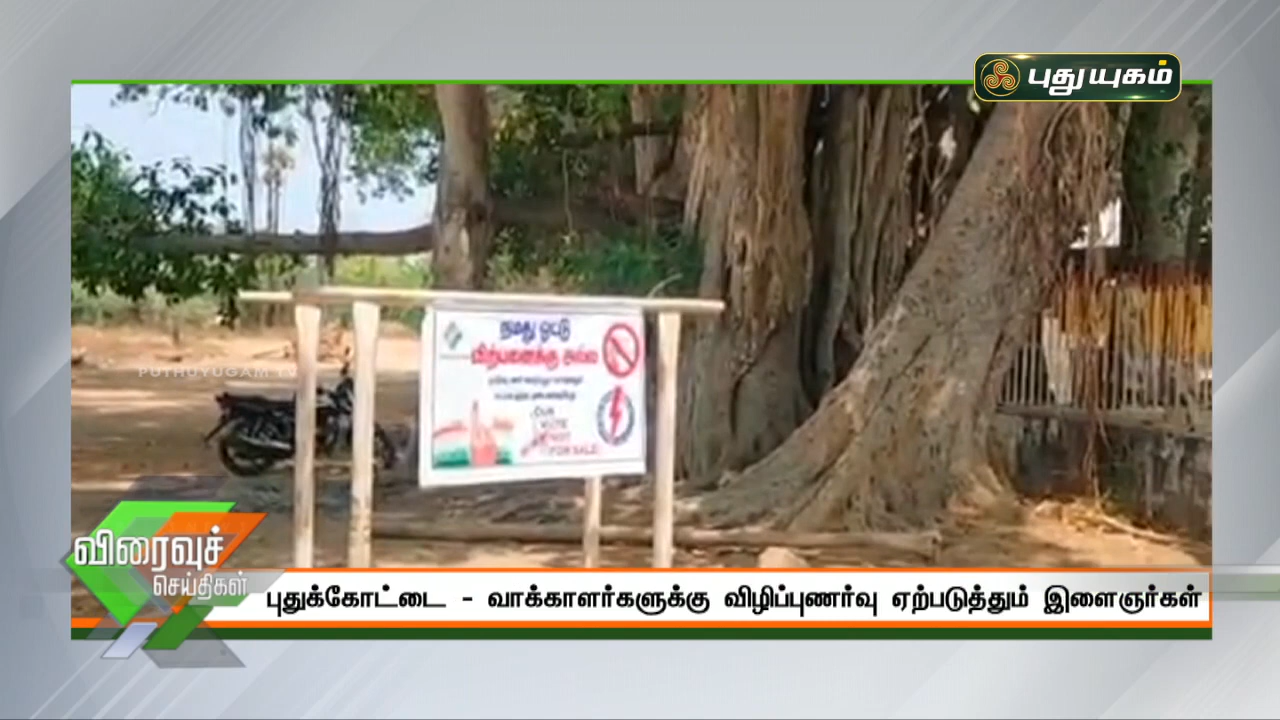 புதுயுகம்
நமது ஓட்டு
விற்பனைக்கு அல்ல
OUR
VOTE
NOT
FOR SALE
PUTHUYUGAM TV
விரைவுச்
செய்திகள்
புதுக்கோட்டை - வாக்காளர்களுக்கு விழிப்புணர்வு ஏற்படுத்தும் இளைஞர்கள்